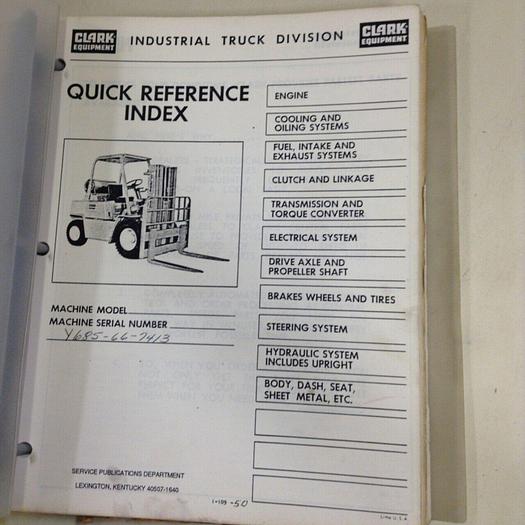 CLARK
EQUIPMENT
INDUSTRIAL TRUCK DIVISION
CLARK
EQUIPMENT
QUICK REFERENCE
INDEX
ENGINE
COOLING AND
OILING SYSTEMS
FUEL, INTAKE AND
EXHAUST SYSTEMS
CLUTCH AND LINKAGE
TRANSMISSION AND
TORQUE CONVERTER
ELECTRICAL SYSTEM
DRIVE AXLE AND
PROPELLER SHAFT
BRAKES WHEELS AND TIRES
STEERING SYSTEM
HYDRAULIC SYSTEM
INCLUDES UPRIGHT
BODY, DASH, SEAT,
SHEET METAL, ETC.
MACHINE MODEL
MACHINE SERIAL NUMBER
Y685-66-7413
SERVICE PUBLICATIONS DEPARTMENT
LEXINGTON, KENTUCKY 40507-1640
I-109-50